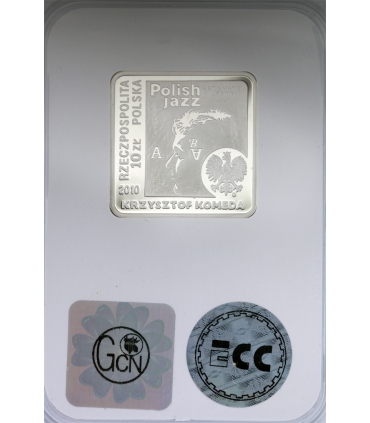 Polish
jazz
RZECZPOSPOLITA
10 ZŁ POLSKA
A
R
A
2010
KRZYSZTOF KOMEDA
GCN
ECC